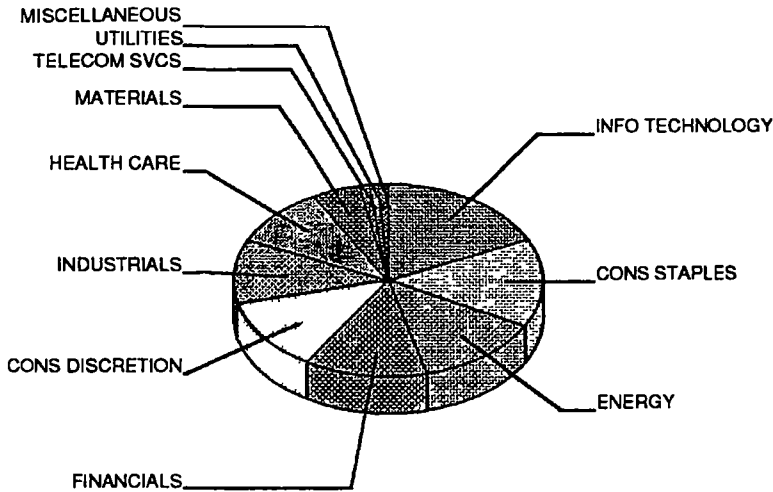 MISCELLANEOUS
UTILITIES
TELECOM SVCS
MATERIALS
INFO TECHNOLOGY
HEALTH CARE
INDUSTRIALS
CONS STAPLES
CONS DISCRETION
ENERGY
FINANCIALS